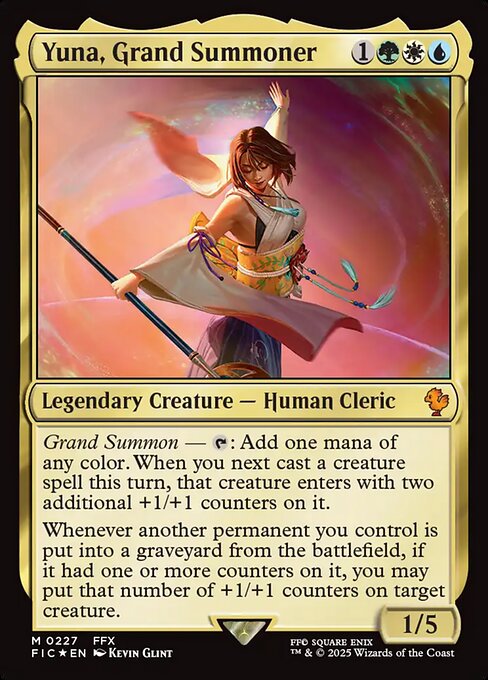 Yuna, Grand Summoner 1
Legendary Creature — Human Cleric
Grand Summon — : Add one mana of
any color. When you next cast a creature
spell this turn, that creature enters with two
additional +1/+1 counters on it.
Whenever another permanent you control is
put into a graveyard from the battlefield, if
it had one or more counters on it, you may
put that number of +1/+1 counters on target
creature.
1/5
M 0227 FFX
FIC★EN Kevin Glint
FF© SQUARE ENIX
™ & © 2025 Wizards of the Coast